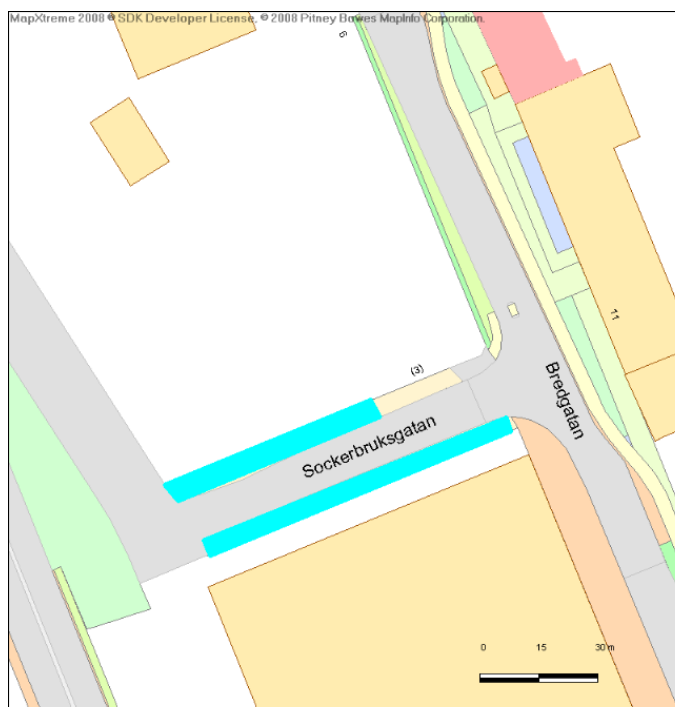 MapXtreme 2008 ® SDK Developer License. © 2008 Pitney Bowes MapInfo Corporation.
6
11
(3)
Bredgatan
Sockerbruksgatan
0 15 30 m